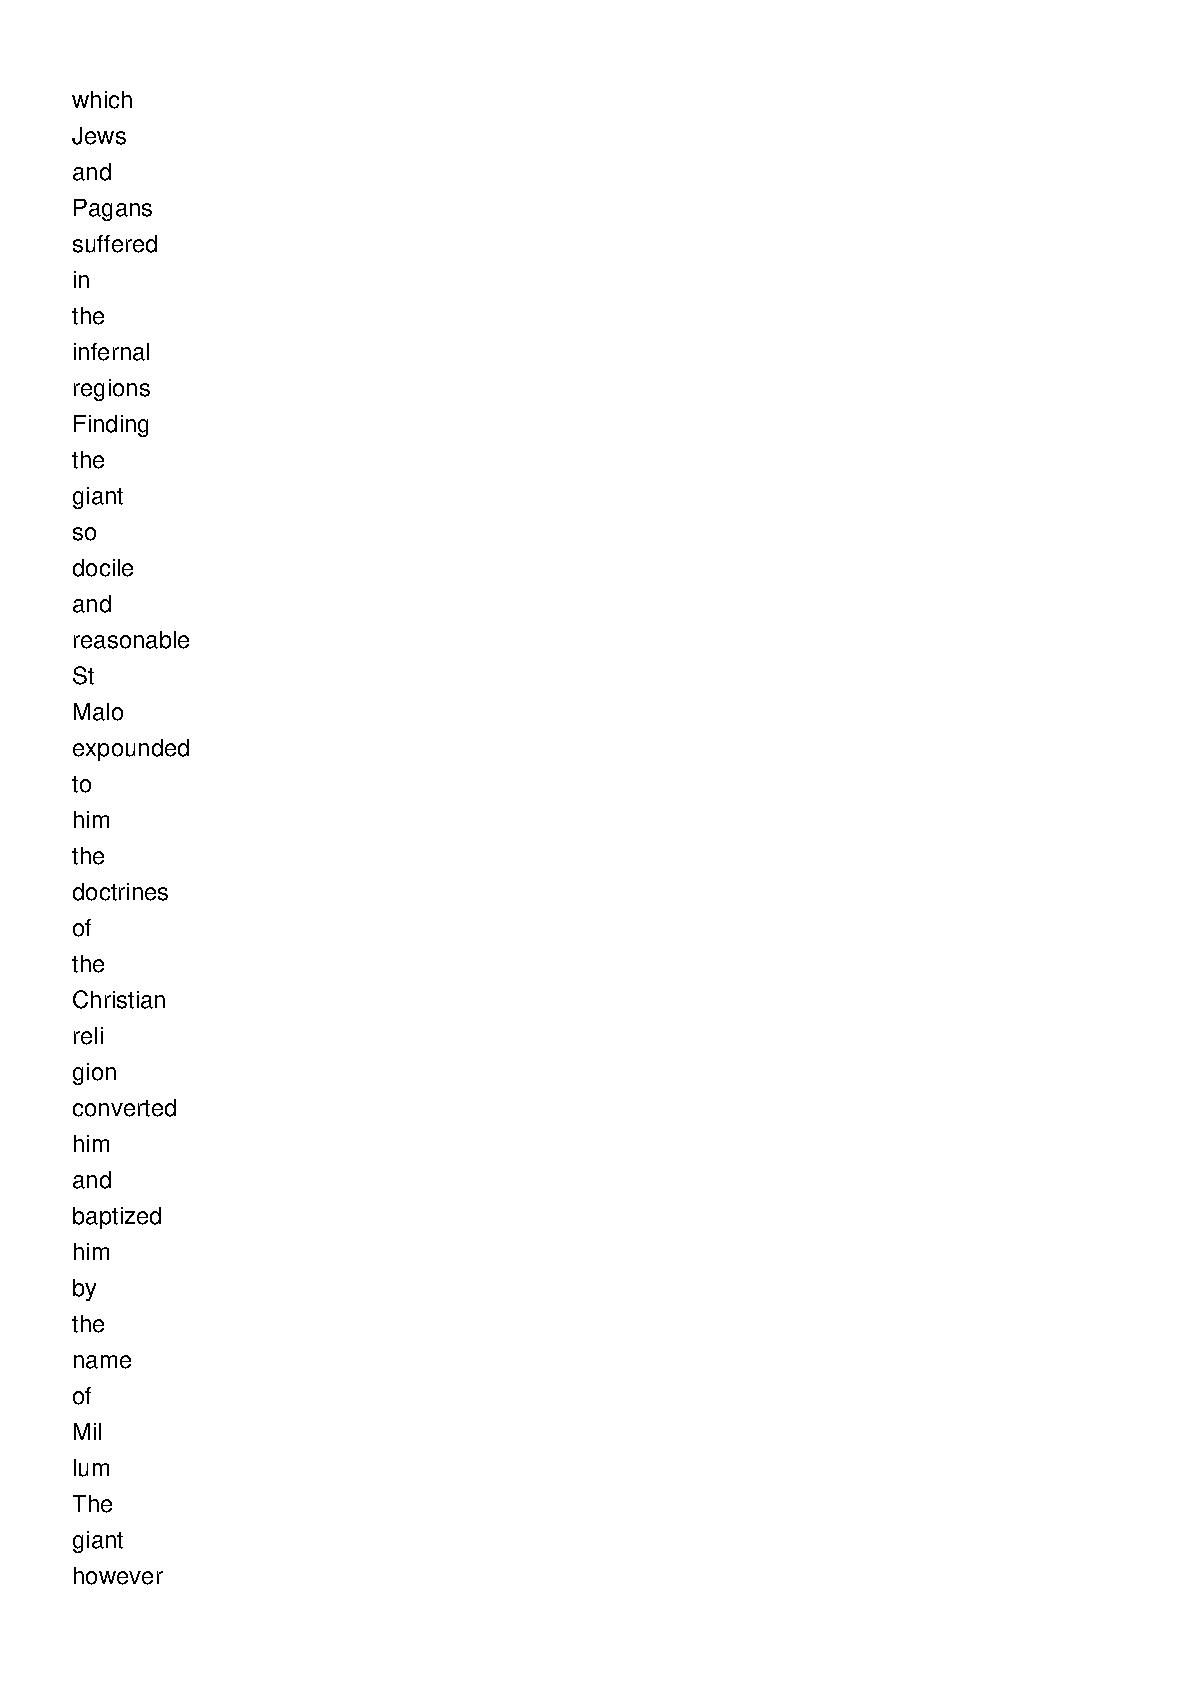 which
Jews
and
Pagans
suffered
in
the
infernal
regions
Finding
the
giant
so
docile
and
reasonable
St
Malo
expounded
to
him
the
doctrines
of
the
Christian
reli
gion
converted
him
and
baptized
him
by
the
name
of
Mil
lum
The
giant
however